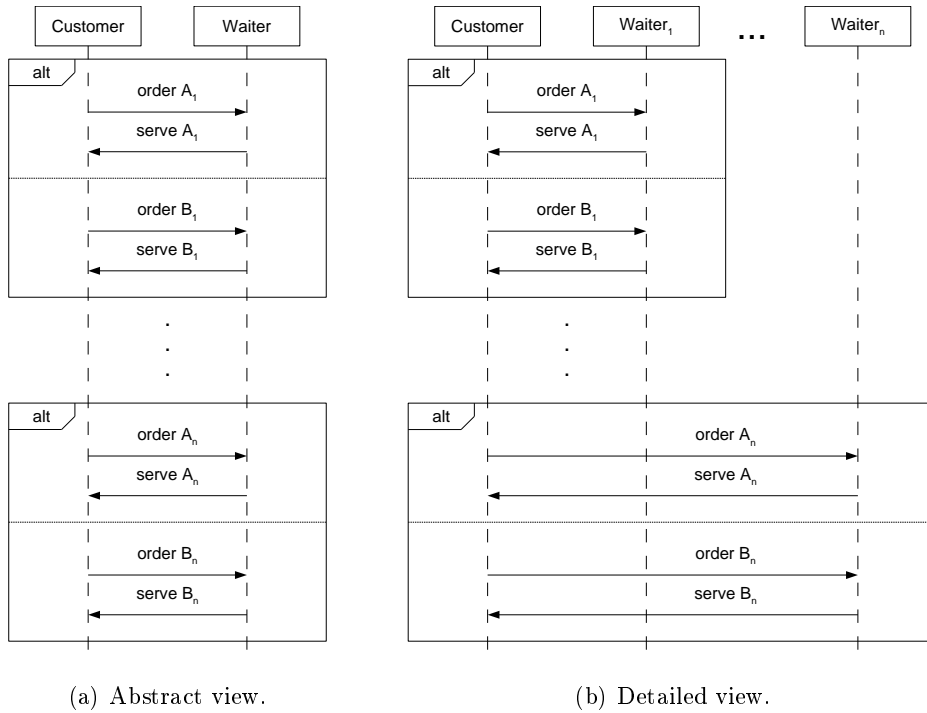 Customer
Waiter
alt
order A₁
serve A₁
order B₁
serve B₁
.
.
.
alt
order Aₙ
serve Aₙ
order Bₙ
serve Bₙ
(a) Abstract view.
Customer
Waiter₁
...
Waiterₙ
alt
order A₁
serve A₁
order B₁
serve B₁
.
.
.
alt
order Aₙ
serve Aₙ
order Bₙ
serve Bₙ
(b) Detailed view.